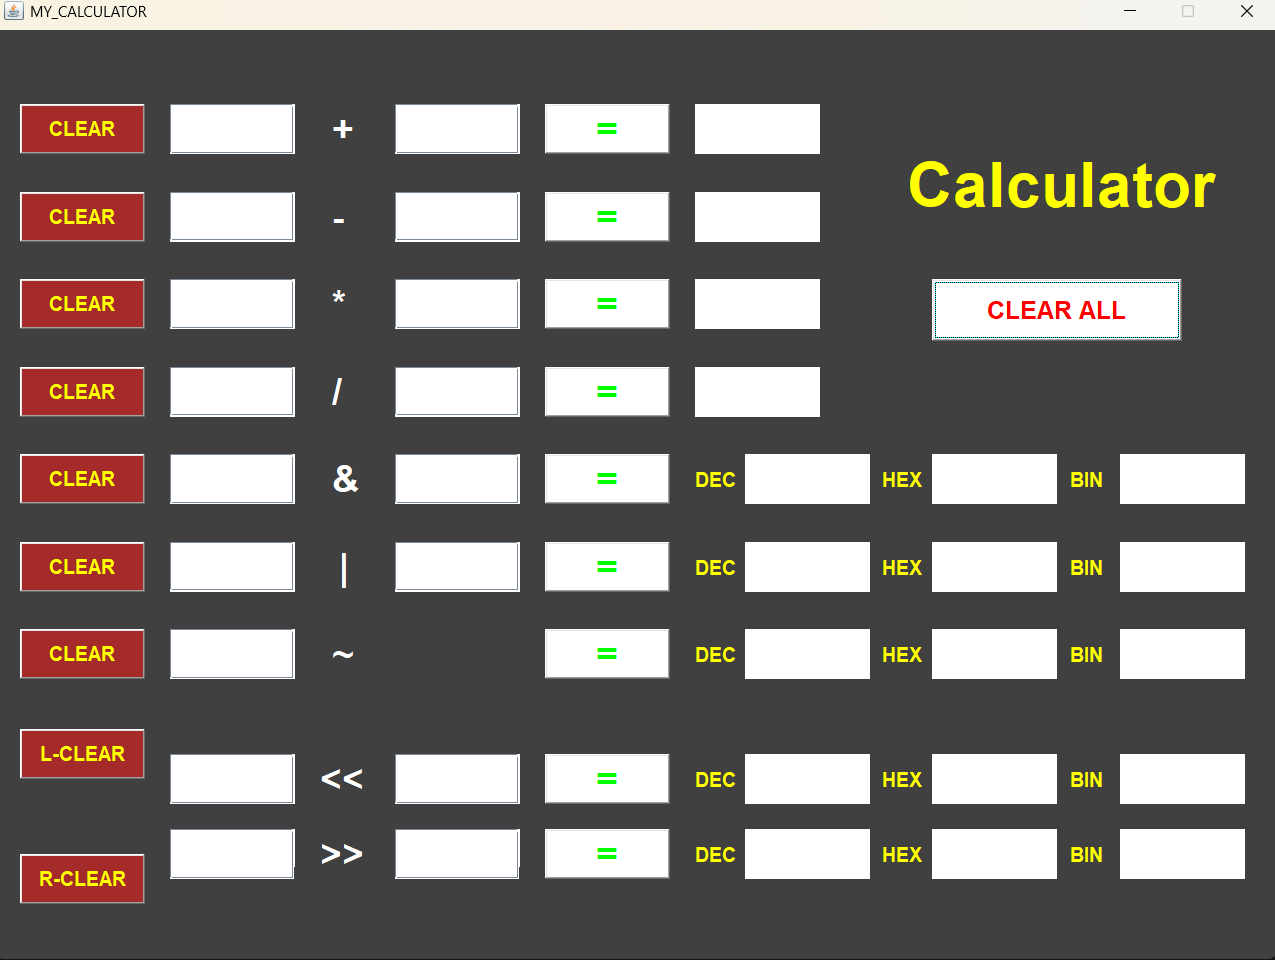 MY_CALCULATOR
CLEAR + =
Calculator
CLEAR - =
CLEAR * =
CLEAR ALL
CLEAR / =
CLEAR & = DEC HEX BIN
CLEAR | = DEC HEX BIN
CLEAR ~ = DEC HEX BIN
L-CLEAR
<< = DEC HEX BIN
>> = DEC HEX BIN
R-CLEAR